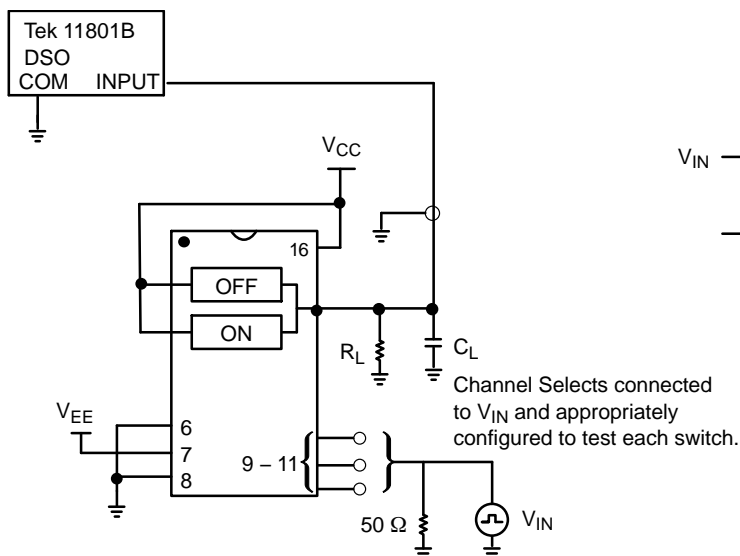 Tek 11801B
DSO
COM INPUT
VCC
VIN
16
OFF
ON
RL
CL
Channel Selects connected
to VIN and appropriately
configured to test each switch.
VEE
6
7
8
9 – 11
50 Ω
VIN